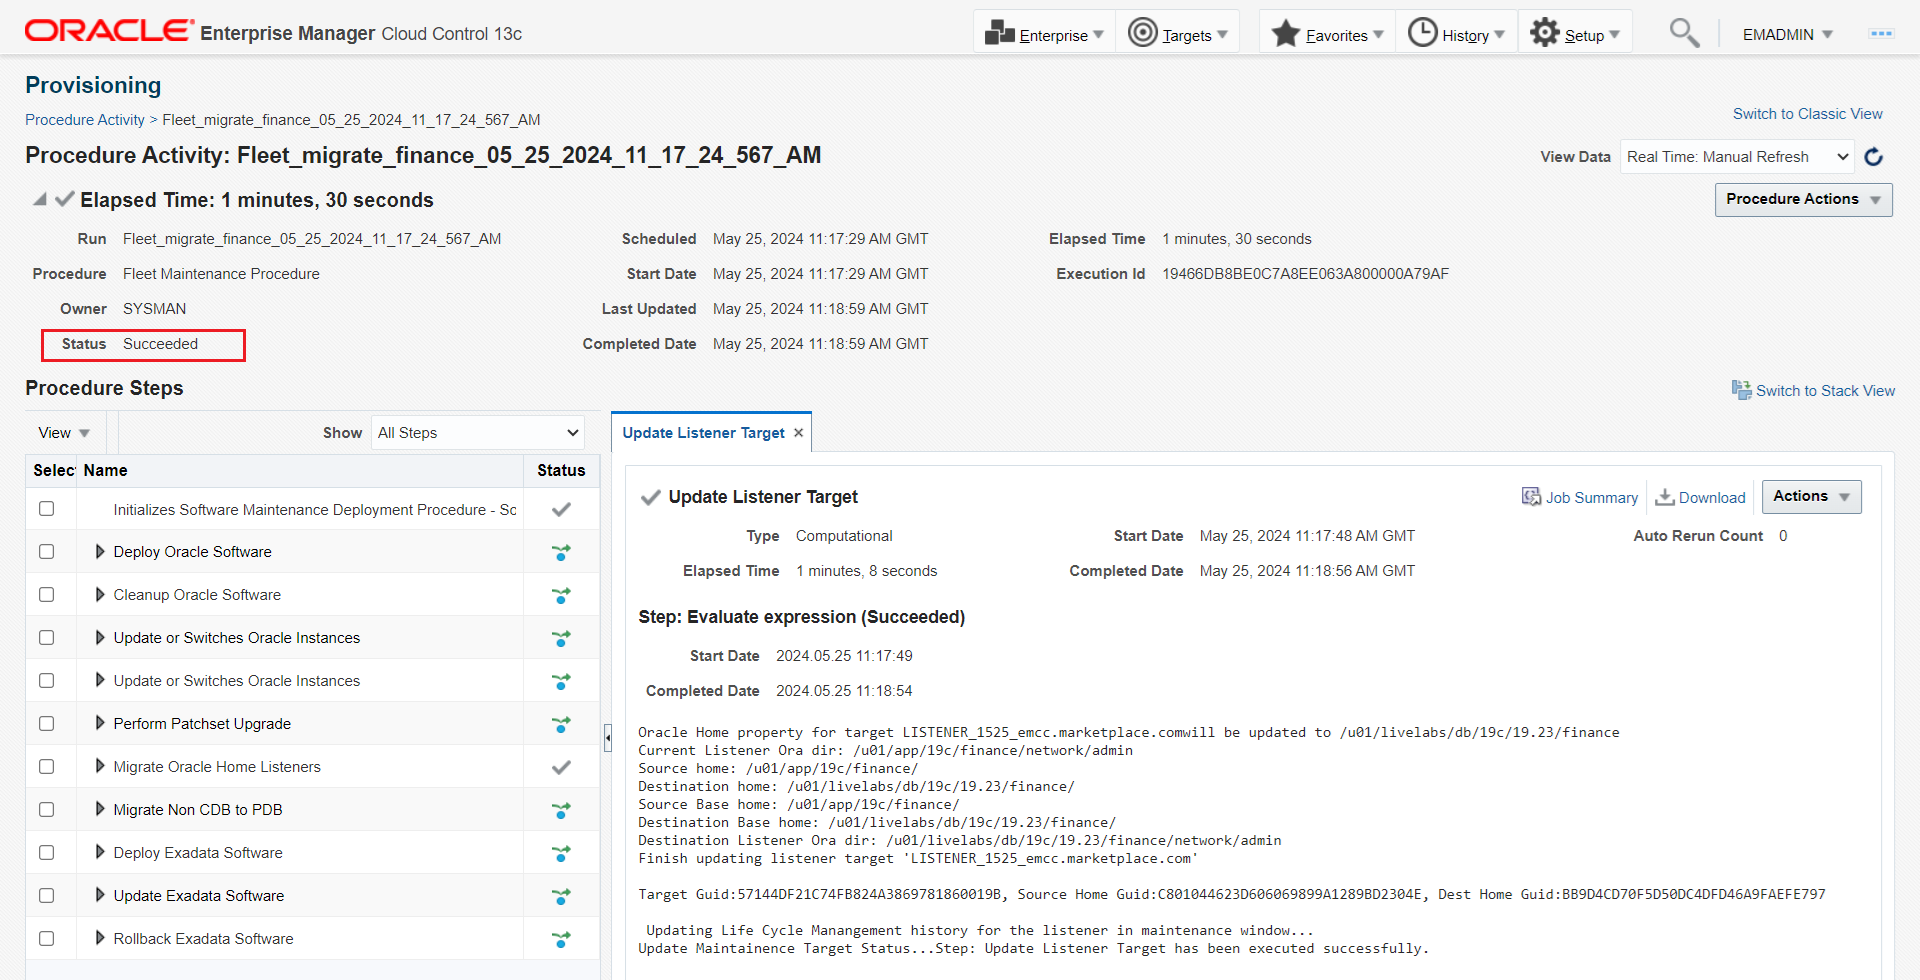 ORACLE Enterprise Manager Cloud Control 13c
Enterprise
Targets
Favorites
History
Setup
EMADMIN
Provisioning
Procedure Activity > Fleet_migrate_finance_05_25_2024_11_17_24_567_AM
Switch to Classic View
Procedure Activity: Fleet_migrate_finance_05_25_2024_11_17_24_567_AM
View Data Real Time: Manual Refresh
Elapsed Time: 1 minutes, 30 seconds
Procedure Actions
Run Fleet_migrate_finance_05_25_2024_11_17_24_567_AM
Procedure Fleet Maintenance Procedure
Owner SYSMAN
Status Succeeded
Scheduled May 25, 2024 11:17:29 AM GMT
Start Date May 25, 2024 11:17:29 AM GMT
Last Updated May 25, 2024 11:18:59 AM GMT
Completed Date May 25, 2024 11:18:59 AM GMT
Elapsed Time 1 minutes, 30 seconds
Execution Id 19466DB8BE0C7A8EE063A800000A79AF
Procedure Steps
Switch to Stack View
View
Show All Steps
Selec Name Status
Initializes Software Maintenance Deployment Procedure - So
Deploy Oracle Software
Cleanup Oracle Software
Update or Switches Oracle Instances
Update or Switches Oracle Instances
Perform Patchset Upgrade
Migrate Oracle Home Listeners
Migrate Non CDB to PDB
Deploy Exadata Software
Update Exadata Software
Rollback Exadata Software
Update Listener Target ×
Update Listener Target
Job Summary
Download
Actions
Type Computational
Elapsed Time 1 minutes, 8 seconds
Start Date May 25, 2024 11:17:48 AM GMT
Completed Date May 25, 2024 11:18:56 AM GMT
Auto Rerun Count 0
Step: Evaluate expression (Succeeded)
Start Date 2024.05.25 11:17:49
Completed Date 2024.05.25 11:18:54
Oracle Home property for target LISTENER_1525_emcc.marketplace.comwill be updated to /u01/livelabs/db/19c/19.23/finance
Current Listener Ora dir: /u01/app/19c/finance/network/admin
Source home: /u01/app/19c/finance/
Destination home: /u01/livelabs/db/19c/19.23/finance/
Source Base home: /u01/app/19c/finance/
Destination Base home: /u01/livelabs/db/19c/19.23/finance/
Destination Listener Ora dir: /u01/livelabs/db/19c/19.23/finance/network/admin
Finish updating listener target 'LISTENER_1525_emcc.marketplace.com'
Target Guid:57144DF21C74FB824A3869781860019B, Source Home Guid:C801044623D606069899A1289BD2304E, Dest Home Guid:BB9D4CD70F5D50DC4DFD46A9FAEFE797
Updating Life Cycle Manangement history for the listener in maintenance window...
Update Maintainence Target Status...Step: Update Listener Target has been executed successfully.